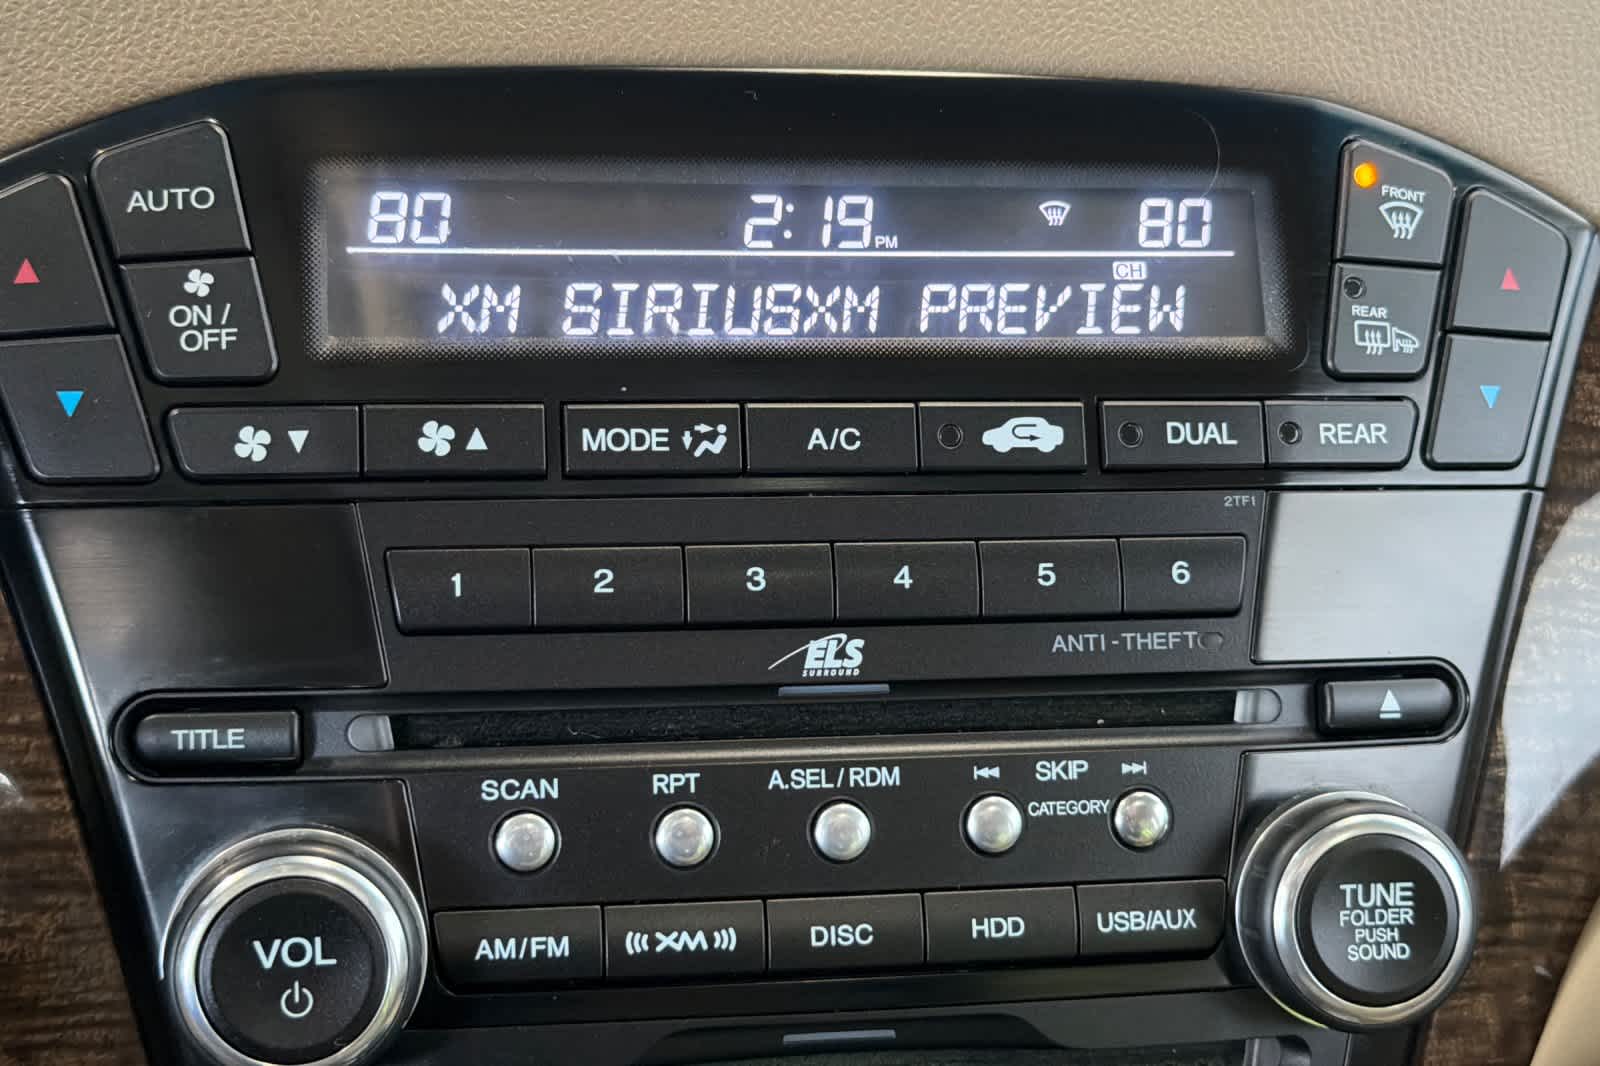 AUTO
ON /
OFF
80 2:19 PM 80
CH
XM SIRIUSXM PREVIEW
FRONT
REAR
MODE A/C DUAL REAR
2TF1
1 2 3 4 5 6
ANTI-THEFT
ELS
SURROUND
TITLE
SCAN RPT A.SEL/RDM SKIP
CATEGORY
VOL
AM/FM XM DISC HDD USB/AUX
TUNE
FOLDER
PUSH
SOUND